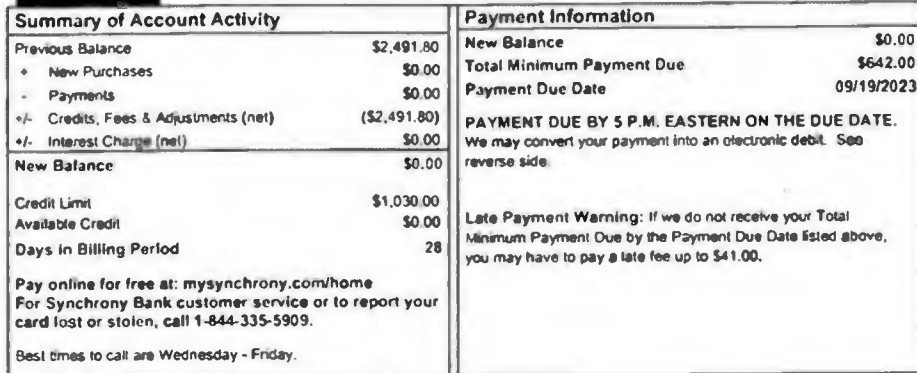 Summary of Account Activity
Previous Balance $2,491.80
+ New Purchases $0.00
- Payments $0.00
+/- Credits, Fees & Adjustments (net) ($2,491.80)
+/- Interest Charge (net) $0.00
New Balance $0.00
Credit Limit $1,030.00
Available Credit $0.00
Days in Billing Period 28
Pay online for free at: mysynchrony.com/home
For Synchrony Bank customer service or to report your
card lost or stolen, call 1-844-335-5909.
Best times to call are Wednesday - Friday.
Payment Information
New Balance $0.00
Total Minimum Payment Due $642.00
Payment Due Date 09/19/2023
PAYMENT DUE BY 5 P.M. EASTERN ON THE DUE DATE.
We may convert your payment into an electronic debit. See
reverse side.
Late Payment Warning: If we do not receive your Total
Minimum Payment Due by the Payment Due Date listed above,
you may have to pay a late fee up to $41.00.